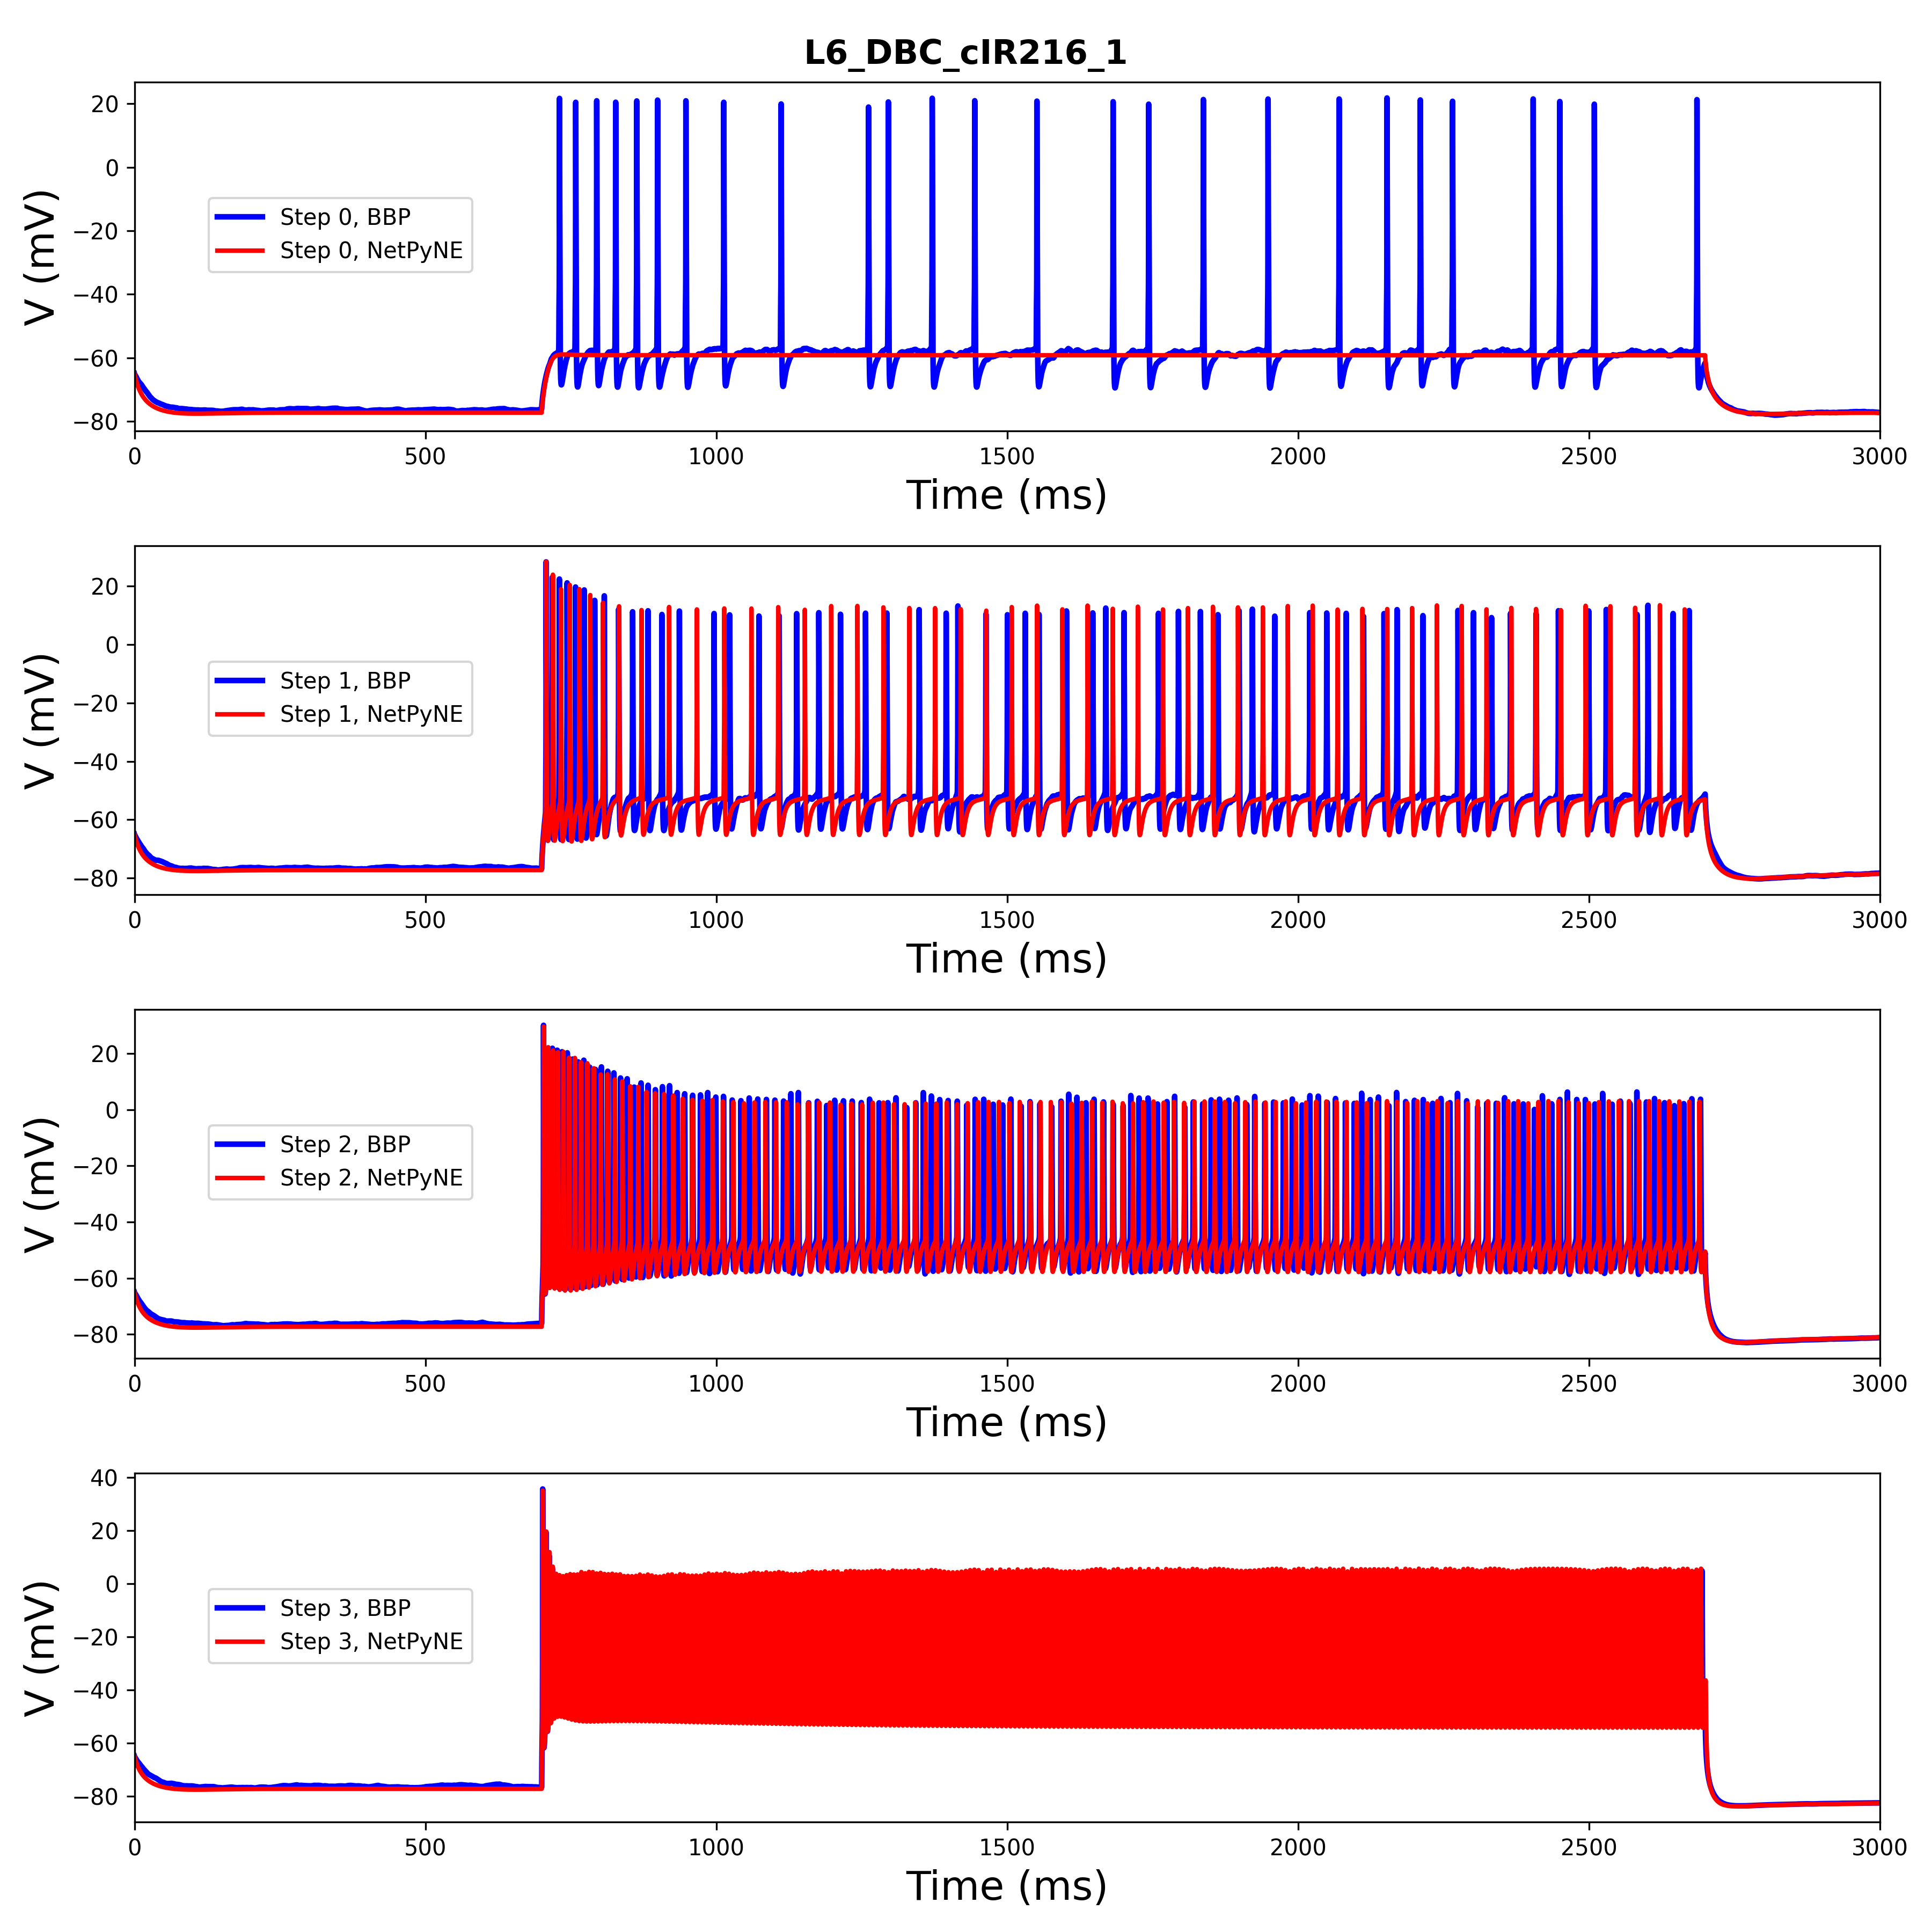 L6_DBC_cIR216_1
20
0
−20
−40
−60
−80
V (mV)
Step 0, BBP
Step 0, NetPyNE
0 500 1000 1500 2000 2500 3000
Time (ms)
20
0
−20
−40
−60
−80
V (mV)
Step 1, BBP
Step 1, NetPyNE
0 500 1000 1500 2000 2500 3000
Time (ms)
20
0
−20
−40
−60
−80
V (mV)
Step 2, BBP
Step 2, NetPyNE
0 500 1000 1500 2000 2500 3000
Time (ms)
40
20
0
−20
−40
−60
−80
V (mV)
Step 3, BBP
Step 3, NetPyNE
0 500 1000 1500 2000 2500 3000
Time (ms)